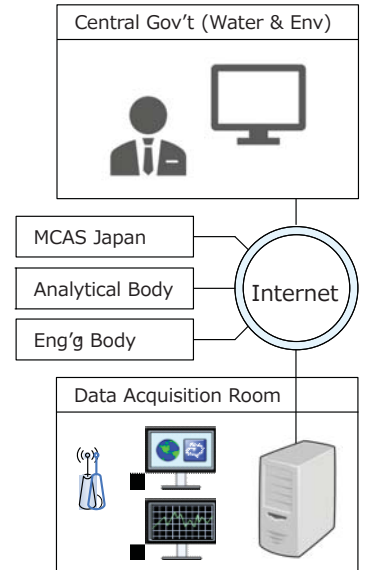 Central Gov't (Water & Env)
MCAS Japan
Analytical Body
Internet
Eng'g Body
Data Acquisition Room